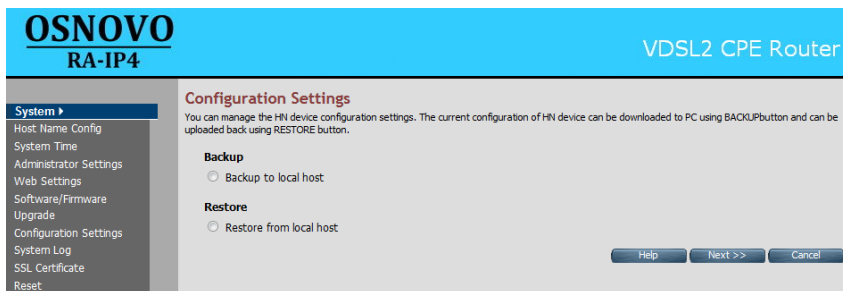 OSNOVO
RA-IP4
VDSL2 CPE Router
System
Host Name Config
System Time
Administrator Settings
Web Settings
Software/Firmware
Upgrade
Configuration Settings
System Log
SSL Certificate
Reset
Configuration Settings
You can manage the HN device configuration settings. The current configuration of HN device can be downloaded to PC using BACKUPbutton and can be
uploaded back using RESTORE button.
Backup
Backup to local host
Restore
Restore from local host
Help
Next >>
Cancel